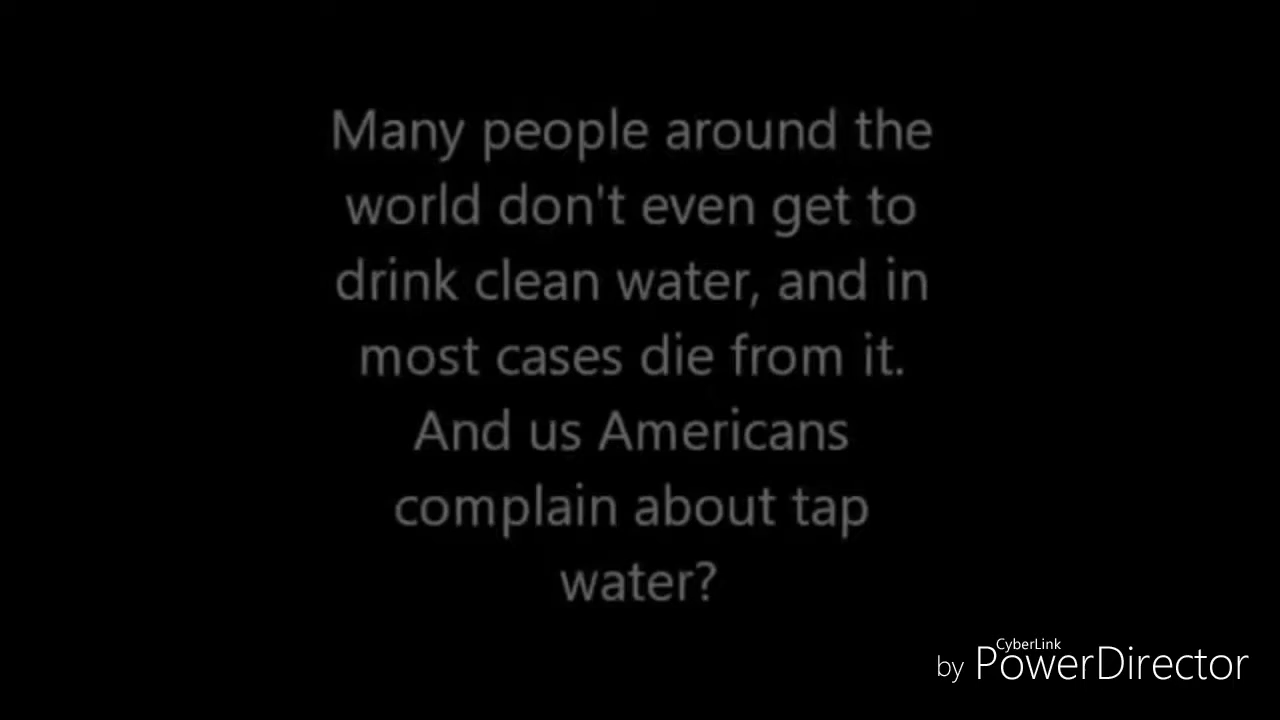 Many people around the
world don't even get to
drink clean water, and in
most cases die from it.
And us Americans
complain about tap
water?
CyberLink
by PowerDirector